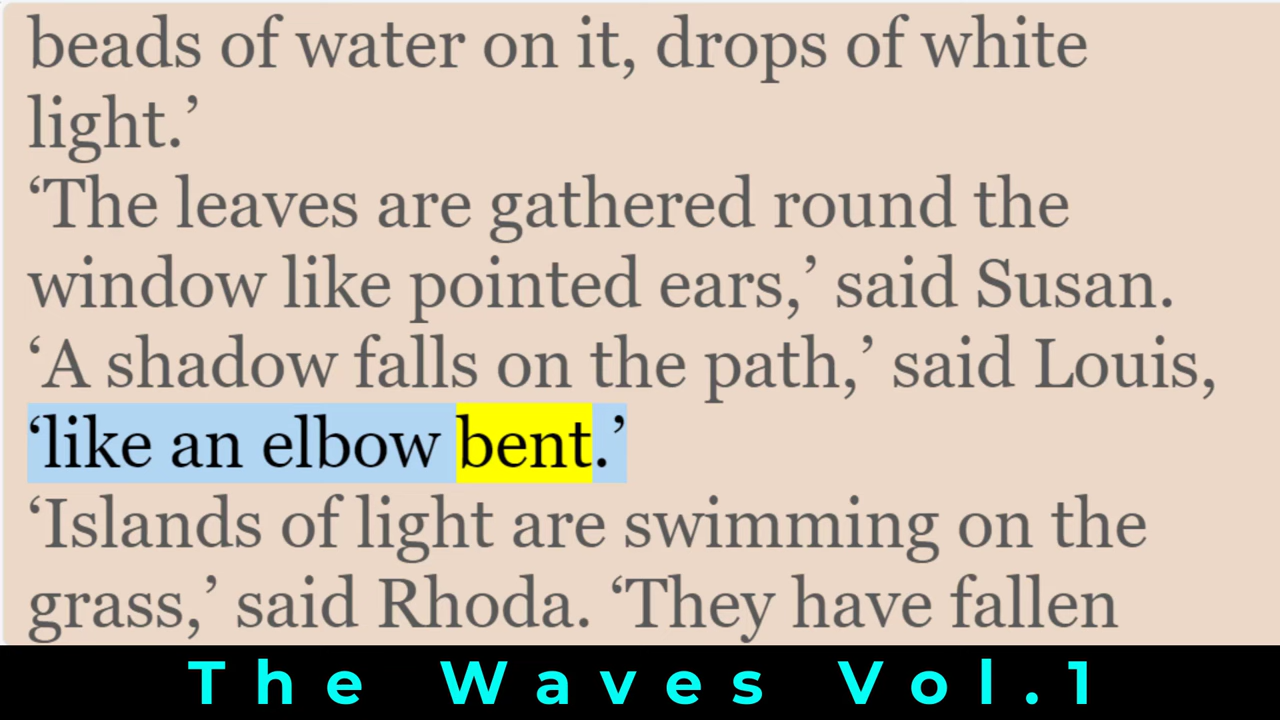 beads of water on it, drops of white
light.’
‘The leaves are gathered round the
window like pointed ears,’ said Susan.
‘A shadow falls on the path,’ said Louis,
‘like an elbow bent.’
‘Islands of light are swimming on the
grass,’ said Rhoda. ‘They have fallen
The Waves Vol.1